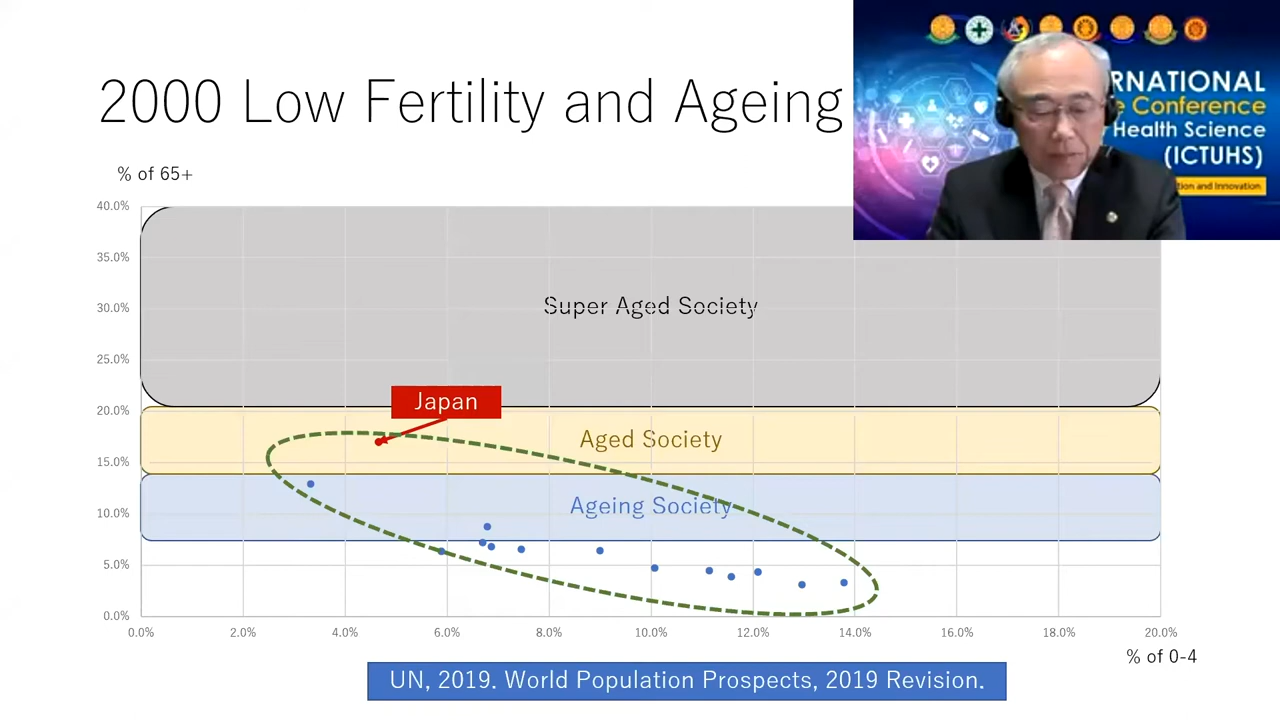 2000 Low Fertility and Ageing
RNATIONAL
e Conference
Health Science
(ICTUHS)
tion and Innovation
% of 65+
40.0%
35.0%
30.0%
25.0%
20.0%
15.0%
10.0%
5.0%
0.0%
Super Aged Society
Japan
Aged Society
Ageing Society
0.0%
2.0%
4.0%
6.0%
8.0%
10.0%
12.0%
14.0%
16.0%
18.0%
20.0%
% of 0-4
UN, 2019. World Population Prospects, 2019 Revision.